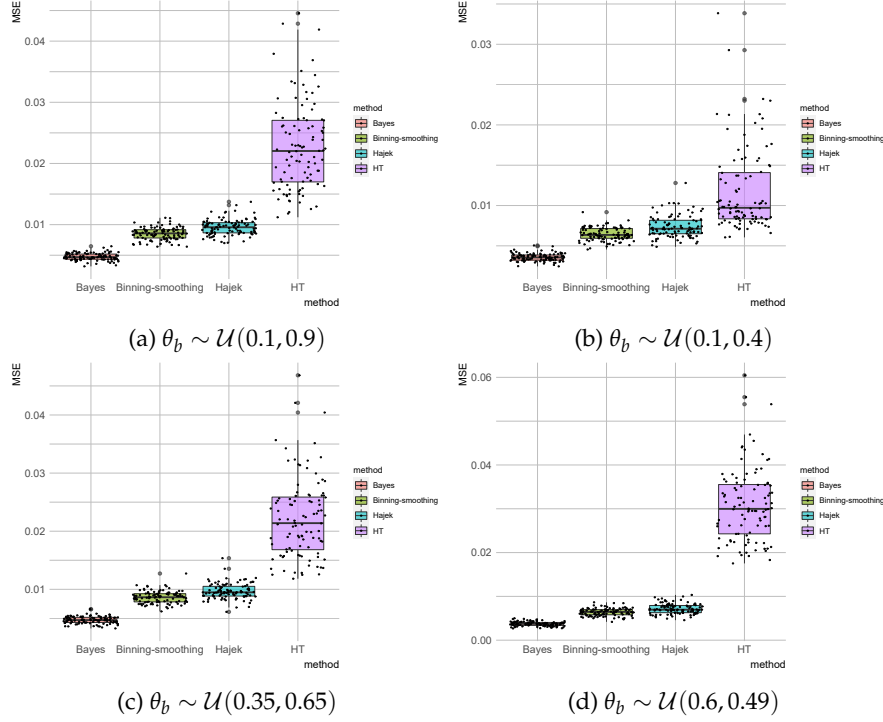 MSE
0.04
0.03
0.02
0.01
method
Bayes
Binning-smoothing
Hajek
HT
Bayes Binning-smoothing Hajek HT
method
(a) θ_b ∼ U(0.1, 0.9)
MSE
0.03
0.02
0.01
method
Bayes
Binning-smoothing
Hajek
HT
Bayes Binning-smoothing Hajek HT
method
(b) θ_b ∼ U(0.1, 0.4)
MSE
0.04
0.03
0.02
0.01
method
Bayes
Binning-smoothing
Hajek
HT
Bayes Binning-smoothing Hajek HT
method
(c) θ_b ∼ U(0.35, 0.65)
MSE
0.06
0.04
0.02
0.00
method
Bayes
Binning-smoothing
Hajek
HT
Bayes Binning-smoothing Hajek HT
method
(d) θ_b ∼ U(0.6, 0.49)